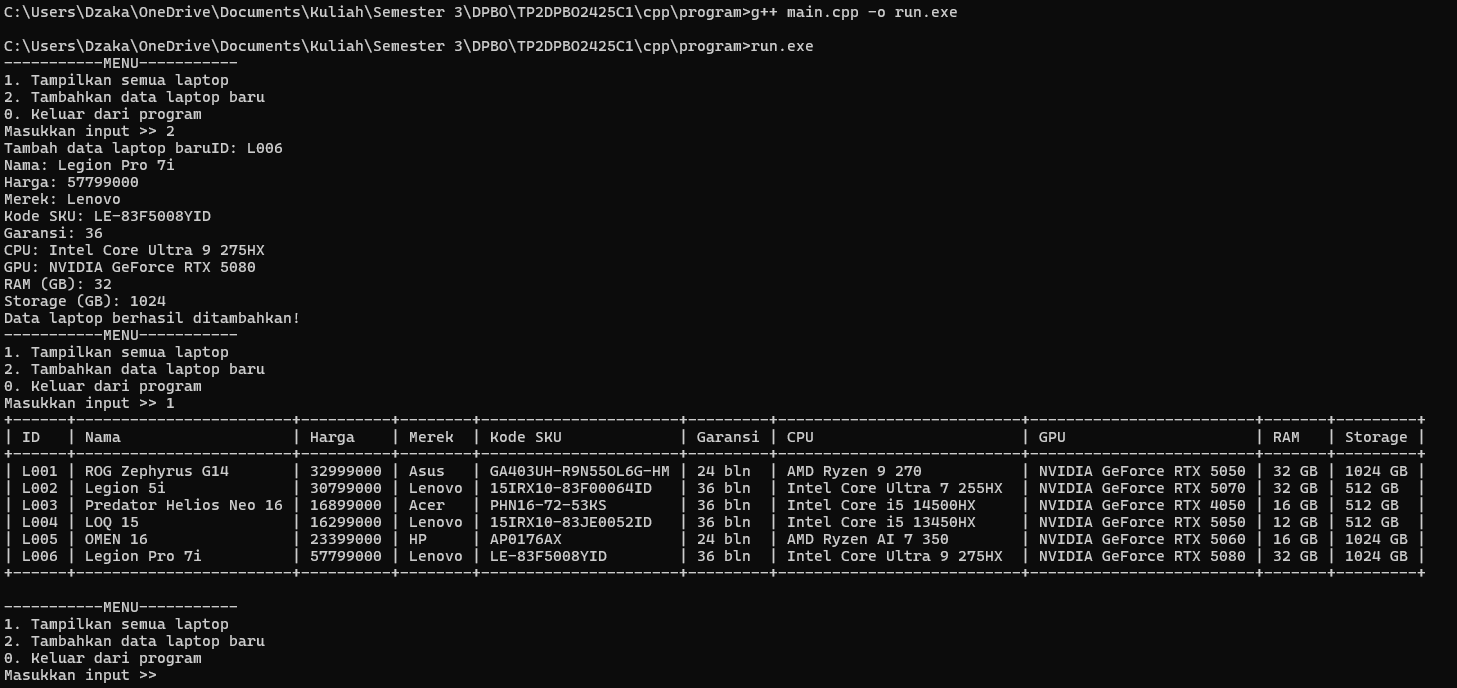 C:\Users\Dzaka\OneDrive\Documents\Kuliah\Semester 3\DPBO\TP2DPBO2425C1\cpp\program>g++ main.cpp -o run.exe

C:\Users\Dzaka\OneDrive\Documents\Kuliah\Semester 3\DPBO\TP2DPBO2425C1\cpp\program>run.exe
-----------MENU-----------
1. Tampilkan semua laptop
2. Tambahkan data laptop baru
0. Keluar dari program
Masukkan input >> 2
Tambah data laptop baruID: L006
Nama: Legion Pro 7i
Harga: 57799000
Merek: Lenovo
Kode SKU: LE-83F5008YID
Garansi: 36
CPU: Intel Core Ultra 9 275HX
GPU: NVIDIA GeForce RTX 5080
RAM (GB): 32
Storage (GB): 1024
Data laptop berhasil ditambahkan!
-----------MENU-----------
1. Tampilkan semua laptop
2. Tambahkan data laptop baru
0. Keluar dari program
Masukkan input >> 1
+------+------------------------+----------+--------+----------------------+---------+---------------------------+-------------------------+-------+---------+
| ID   | Nama                   | Harga    | Merek  | Kode SKU             | Garansi | CPU                       | GPU                     | RAM   | Storage |
+------+------------------------+----------+--------+----------------------+---------+---------------------------+-------------------------+-------+---------+
| L001 | ROG Zephyrus G14       | 32999000 | Asus   | GA403UH-R9N55OL6G-HM | 24 bln  | AMD Ryzen 9 270           | NVIDIA GeForce RTX 5050 | 32 GB | 1024 GB |
| L002 | Legion 5i              | 30799000 | Lenovo | 15IRX10-83F00064ID   | 36 bln  | Intel Core Ultra 7 255HX  | NVIDIA GeForce RTX 5070 | 32 GB | 512 GB  |
| L003 | Predator Helios Neo 16 | 16899000 | Acer   | PHN16-72-53KS        | 36 bln  | Intel Core i5 14500HX     | NVIDIA GeForce RTX 4050 | 16 GB | 512 GB  |
| L004 | LOQ 15                 | 16299000 | Lenovo | 15IRX10-83JE0052ID   | 36 bln  | Intel Core i5 13450HX     | NVIDIA GeForce RTX 5050 | 12 GB | 512 GB  |
| L005 | OMEN 16                | 23399000 | HP     | AP0176AX             | 24 bln  | AMD Ryzen AI 7 350        | NVIDIA GeForce RTX 5060 | 16 GB | 1024 GB |
| L006 | Legion Pro 7i          | 57799000 | Lenovo | LE-83F5008YID        | 36 bln  | Intel Core Ultra 9 275HX  | NVIDIA GeForce RTX 5080 | 32 GB | 1024 GB |
+------+------------------------+----------+--------+----------------------+---------+---------------------------+-------------------------+-------+---------+

-----------MENU-----------
1. Tampilkan semua laptop
2. Tambahkan data laptop baru
0. Keluar dari program
Masukkan input >>